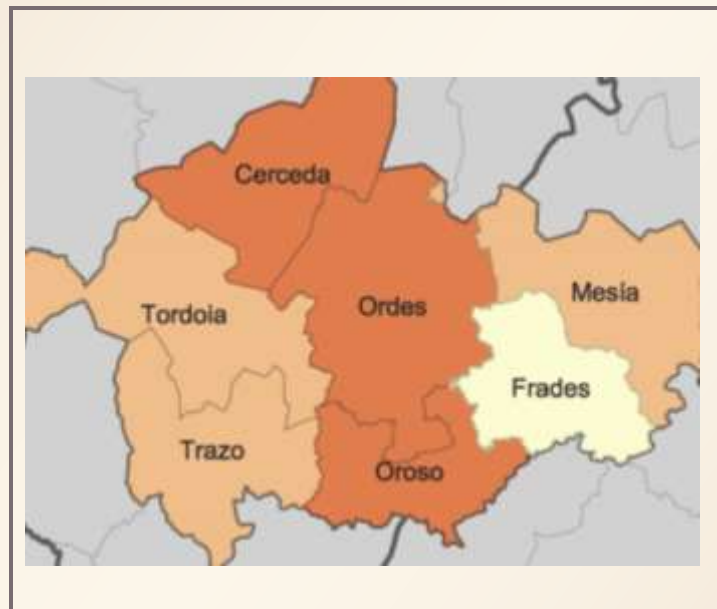 Cerceda
Ordes
Mesía
Tordoia
Frades
Trazo
Oroso